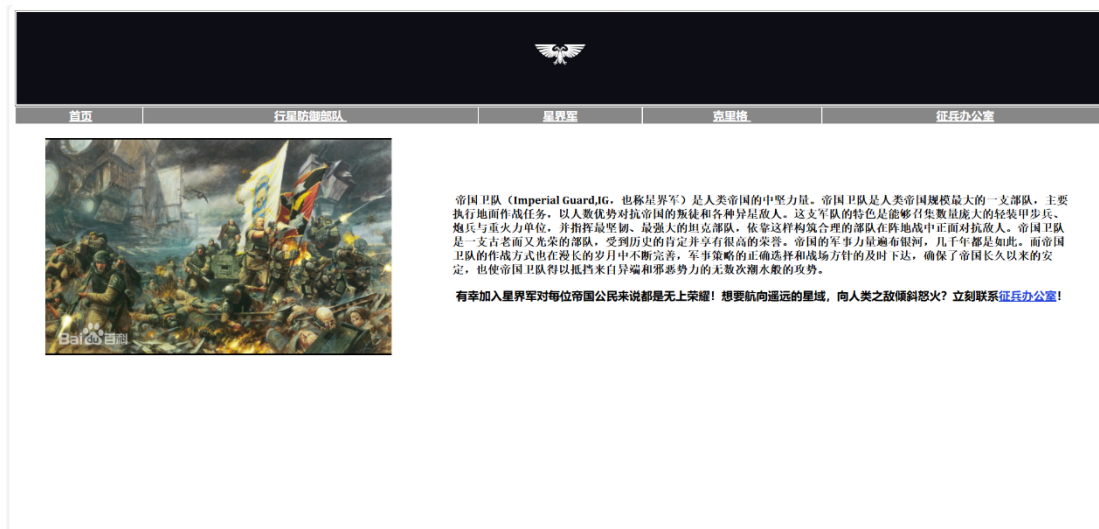 首页 行星防御部队 星界军 克里格 征兵办公室
帝国卫队（Imperial Guard,IG，也称星界军）是人类帝国的中坚力量。帝国卫队是人类帝国规模最大的一支部队，主要
执行地面作战任务，以人数优势对抗帝国的叛徒和各种异星敌人。这支军队的特色是能够召集数量庞大的轻装甲步兵、
炮兵与重火力单位，并指挥最坚韧、最强大的坦克部队，依靠这样构筑合理的部队在阵地战中正面对抗敌人。帝国卫队
是一支古老而又光荣的部队，受到历史的肯定并享有很高的荣誉。帝国的军事力量遍布银河，几千年都是如此。而帝国
卫队的作战方式也在漫长的岁月中不断完善，军事策略的正确选择和战场方针的及时下达，确保了帝国长久以来的安
定，也使帝国卫队得以抵挡来自异端和邪恶势力的无数次潮水般的攻势。
有幸加入星界军对每位帝国公民来说都是无上荣耀！想要航向遥远的星域，向人类之敌倾斜怒火？立刻联系征兵办公室！
Bai du 百科